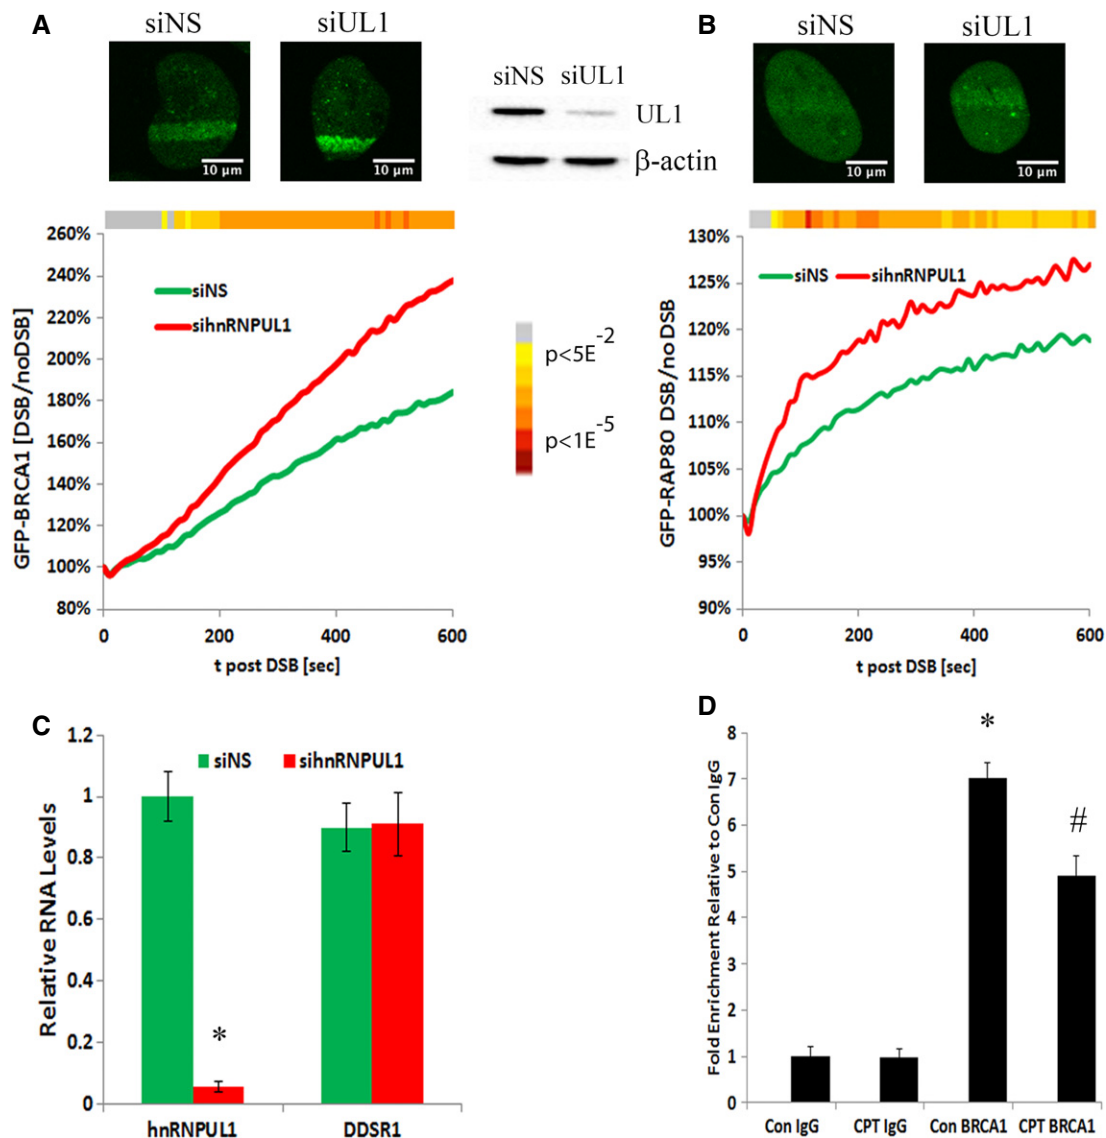 A
siNS
siUL1
10 µm
10 µm
siNS siUL1
UL1
β-actin
B
siNS
siUL1
10 µm
10 µm
GFP-BRCA1 [DSB/noDSB]
260%
240%
220%
200%
180%
160%
140%
120%
100%
80%
siNS
sihnRNPUL1
0 200 400 600
t post DSB [sec]
p<5E-2
p<1E-5
GFP-RAP80 DSB/no DSB
130%
125%
120%
115%
110%
105%
100%
95%
90%
siNS sihnRNPUL1
0 200 400 600
t post DSB [sec]
C
Relative RNA Levels
1.2
1
0.8
0.6
0.4
0.2
0
siNS sihnRNPUL1
*
hnRNPUL1 DDSR1
D
Fold Enrichment Relative to Con IgG
8
7
6
5
4
3
2
1
0
*
#
Con IgG CPT IgG Con BRCA1 CPT BRCA1